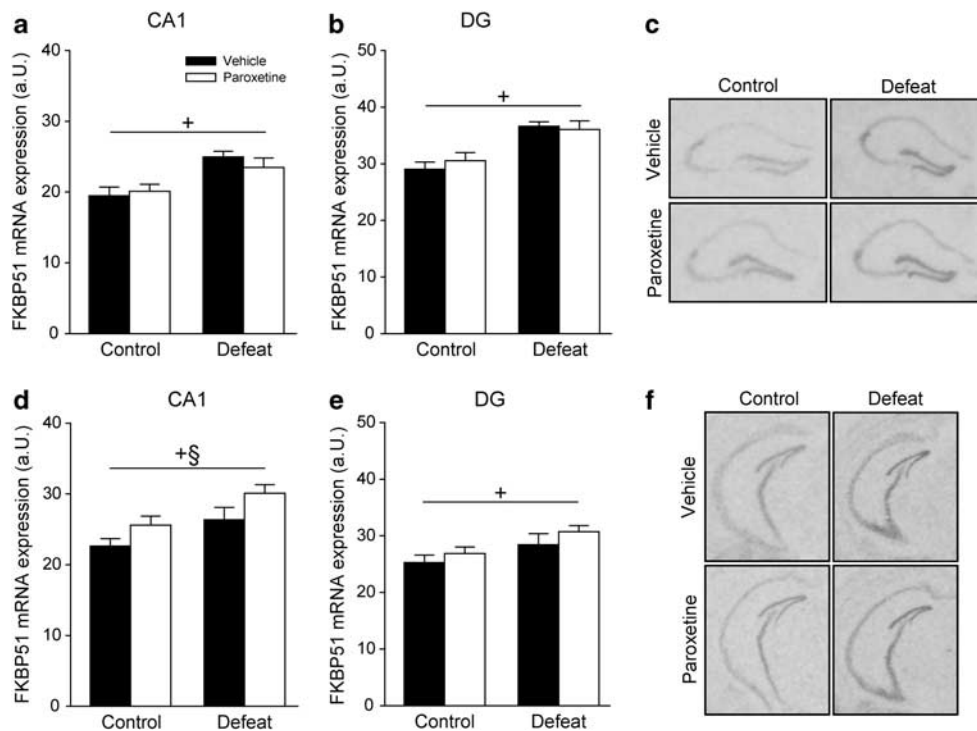 a
CA1
FKBP51 mRNA expression (a.U.)
40
30
20
10
0
Vehicle
Paroxetine
+
Control
Defeat
b
DG
FKBP51 mRNA expression (a.U.)
50
40
30
20
10
0
+
Control
Defeat
c
Control
Defeat
Vehicle
Paroxetine
d
CA1
FKBP51 mRNA expression (a.U.)
40
30
20
10
0
+§
Control
Defeat
e
DG
FKBP51 mRNA expression (a.U.)
50
40
30
20
10
0
+
Control
Defeat
f
Control
Defeat
Vehicle
Paroxetine